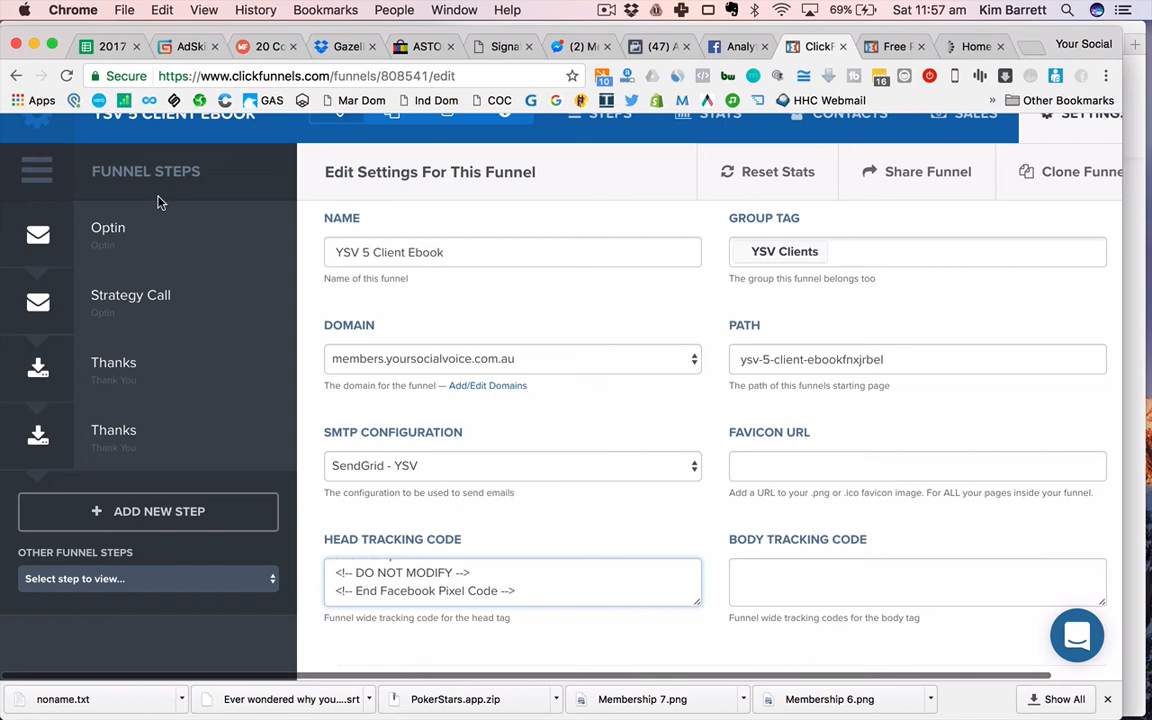 Chrome File Edit View History Bookmarks People Window Help 69% Sat 11:57 am Kim Barrett
2017 AdSki 20 Co Gazell ASTO Signa (2) M (47) A Analy ClickF Free F Home Your Social
Secure https://www.clickfunnels.com/funnels/808541/edit 10 16
Apps GAS Mar Dom Ind Dom COC HHC Webmail » Other Bookmarks
YSV 5 CLIENT EBOOK STEPS STATS CONTACTS SALES SETTING
FUNNEL STEPS
Edit Settings For This Funnel Reset Stats Share Funnel Clone Funne
Optin
Optin
Strategy Call
Optin
Thanks
Thank You
Thanks
Thank You
+ ADD NEW STEP
OTHER FUNNEL STEPS
Select step to view...
NAME GROUP TAG
YSV 5 Client Ebook YSV Clients
Name of this funnel The group this funnel belongs too
DOMAIN PATH
members.yoursocialvoice.com.au ysv-5-client-ebookfnxjrbel
The domain for the funnel — Add/Edit Domains The path of this funnels starting page
SMTP CONFIGURATION FAVICON URL
SendGrid - YSV
The configuration to be used to send emails Add a URL to your .png or .ico favicon image. For ALL your pages inside your funnel.
HEAD TRACKING CODE BODY TRACKING CODE
<!-- DO NOT MODIFY -->
<!-- End Facebook Pixel Code -->
Funnel wide tracking code for the head tag Funnel wide tracking codes for the body tag
noname.txt Ever wondered why you....srt PokerStars.app.zip Membership 7.png Membership 6.png Show All